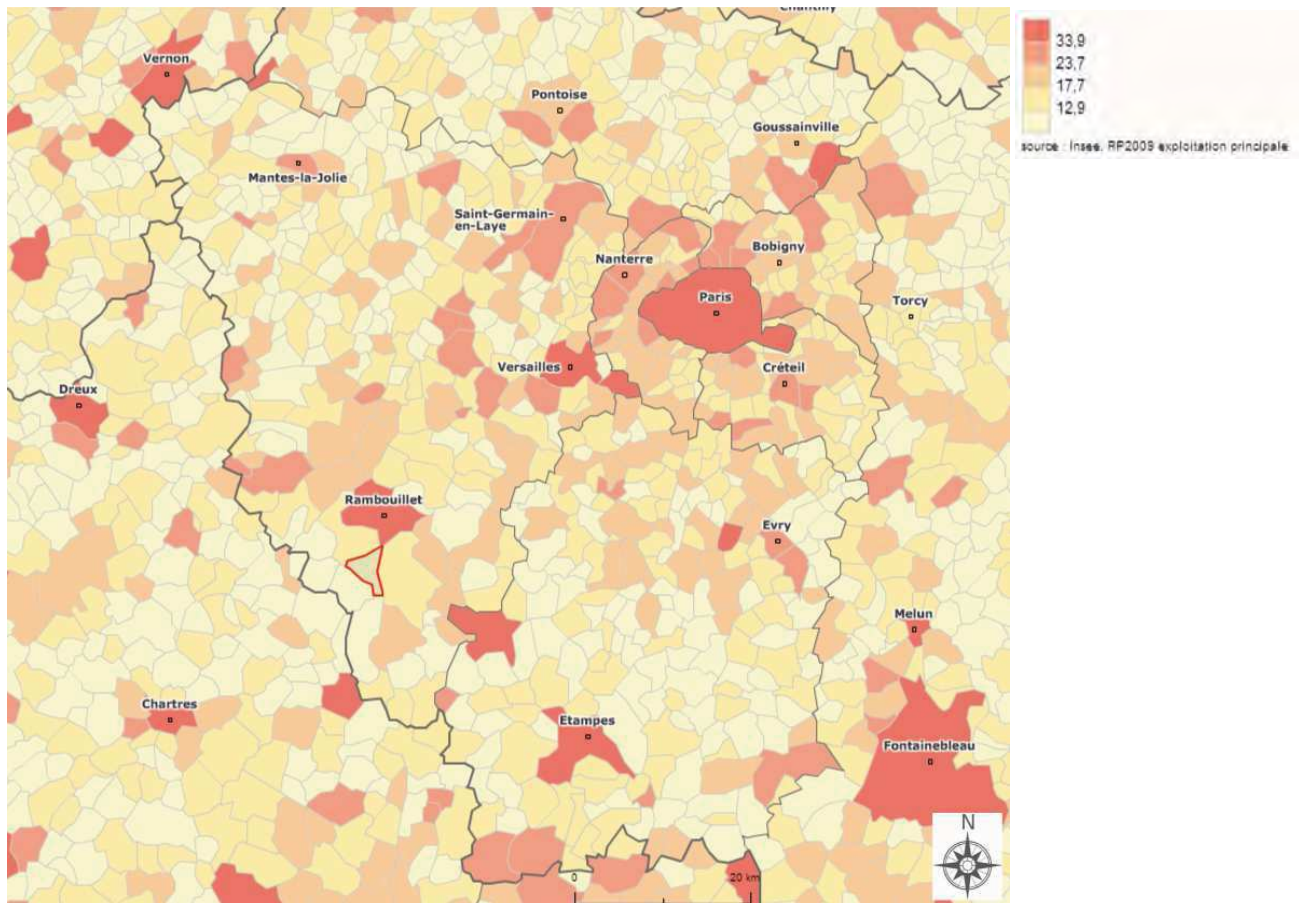 Chantilly
Vernon
Pontoise
Goussainville
Mantes-la-Jolie
Saint-Germain-
en-Laye
Nanterre
Bobigny
Paris
Torcy
Versailles
Créteil
Dreux
Rambouillet
Evry
Melun
Chartres
Etampes
Fontainebleau
N
0
20 km
33,9
23,7
17,7
12,9
source : Insee, RP2009 exploitation principale